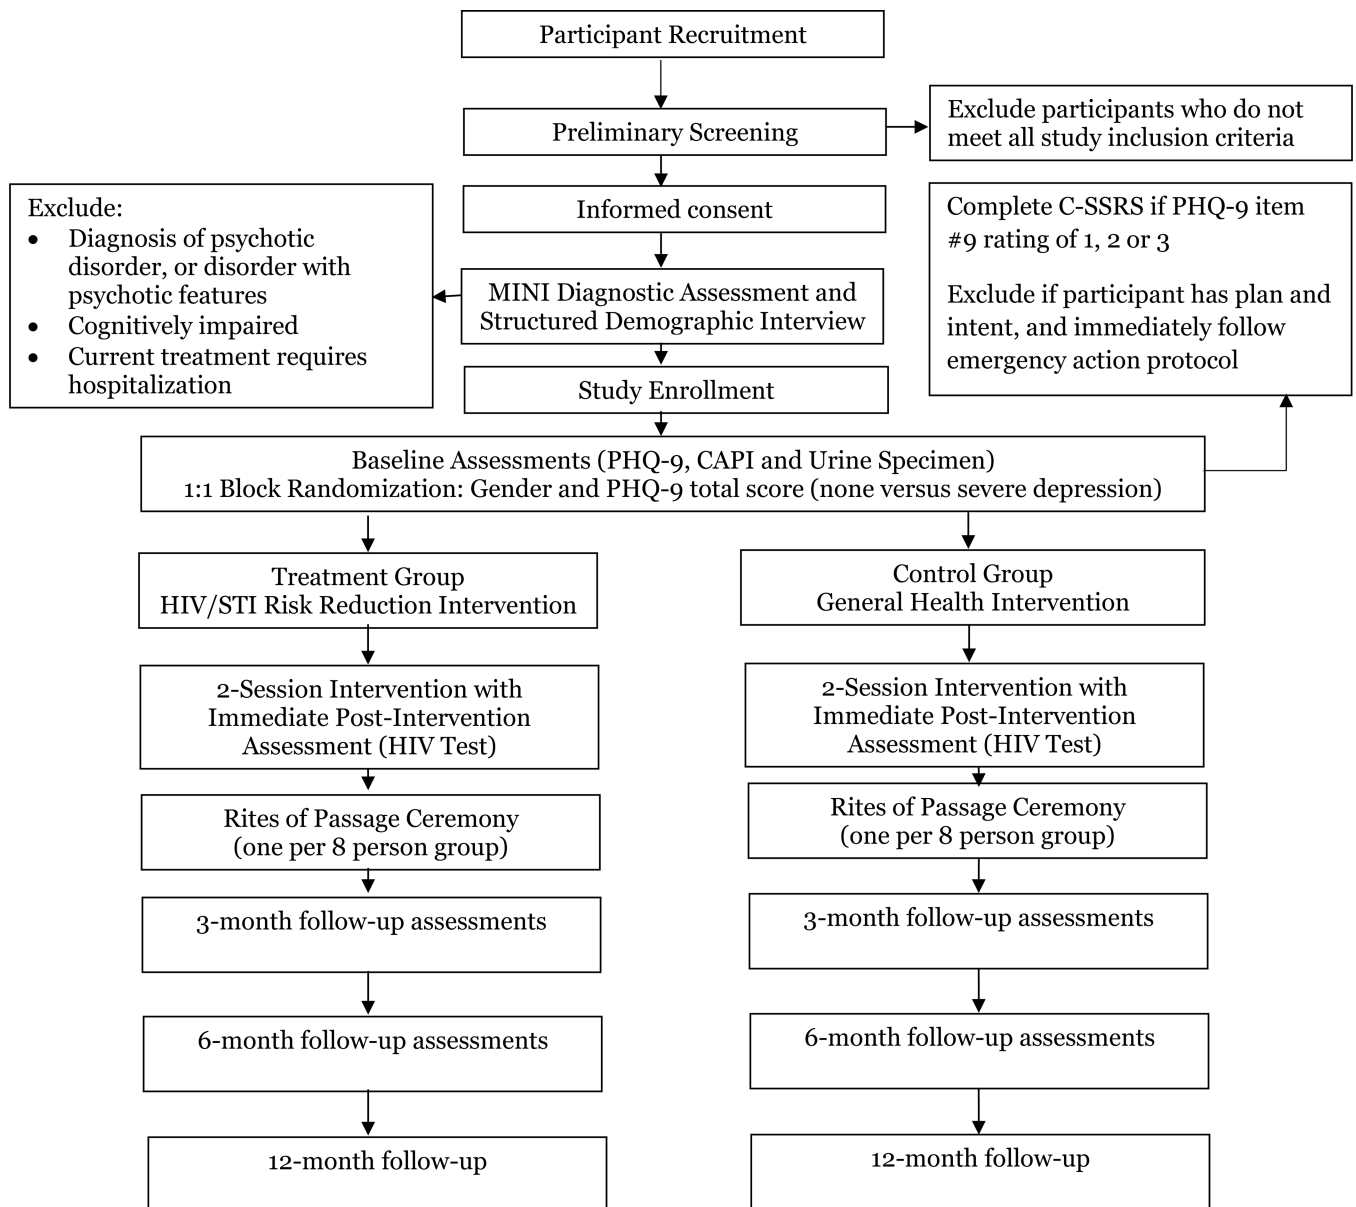 Participant Recruitment
Preliminary Screening
Exclude participants who do not
meet all study inclusion criteria
Informed consent
Exclude:
• Diagnosis of psychotic
disorder, or disorder with
psychotic features
• Cognitively impaired
• Current treatment requires
hospitalization
Complete C-SSRS if PHQ-9 item
#9 rating of 1, 2 or 3
Exclude if participant has plan and
intent, and immediately follow
emergency action protocol
MINI Diagnostic Assessment and
Structured Demographic Interview
Study Enrollment
Baseline Assessments (PHQ-9, CAPI and Urine Specimen)
1:1 Block Randomization: Gender and PHQ-9 total score (none versus severe depression)
Treatment Group
HIV/STI Risk Reduction Intervention
Control Group
General Health Intervention
2-Session Intervention with
Immediate Post-Intervention
Assessment (HIV Test)
2-Session Intervention with
Immediate Post-Intervention
Assessment (HIV Test)
Rites of Passage Ceremony
(one per 8 person group)
Rites of Passage Ceremony
(one per 8 person group)
3-month follow-up assessments
3-month follow-up assessments
6-month follow-up assessments
6-month follow-up assessments
12-month follow-up
12-month follow-up